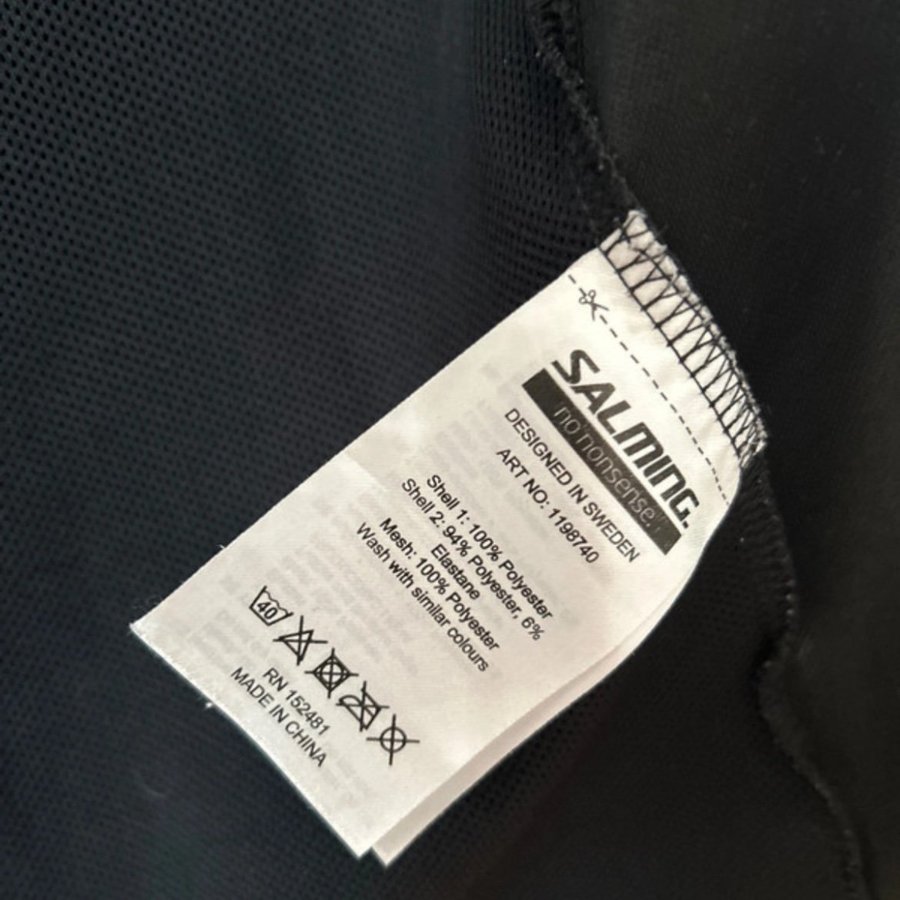 SALMING.
no nonsense.
DESIGNED IN SWEDEN
ART NO: 1198740
Shell 1: 100% Polyester
Shell 2: 94% Polyester, 6%
Elastane
Mesh: 100% Polyester
Wash with similar colours
40
RN 152481
MADE IN CHINA